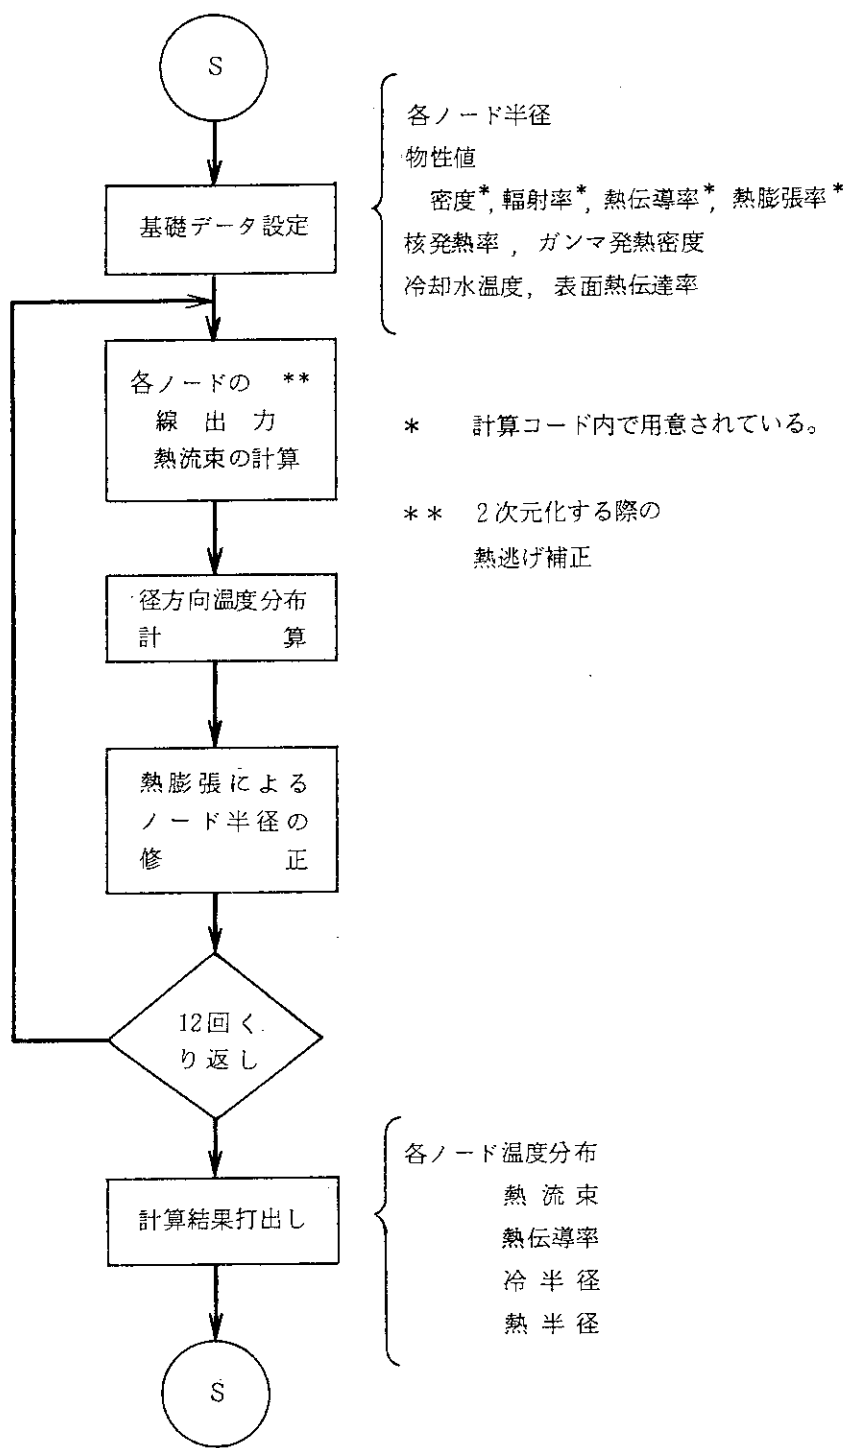 S
各ノード半径
物性値
密度*, 輻射率*, 熱伝導率*, 熱膨張率*
核発熱率 , ガンマ発熱密度
冷却水温度, 表面熱伝達率
基礎データ設定
各ノードの **
線 出 力
熱流束の計算
* 計算コード内で用意されている。
** 2次元化する際の
熱逃げ補正
径方向温度分布
計 算
熱膨張による
ノード半径の
修 正
12回く
り返し
計算結果打出し
各ノード温度分布
熱 流 束
熱伝導率
冷 半 径
熱 半 径
S